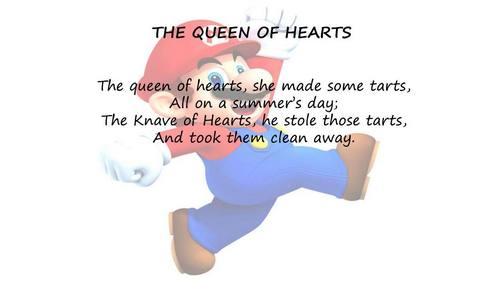 THE QUEEN OF HEARTS
The queen of hearts, she made some tarts,
All on a summer's day;
The Knave of Hearts, he stole those tarts,
And took them clean away.